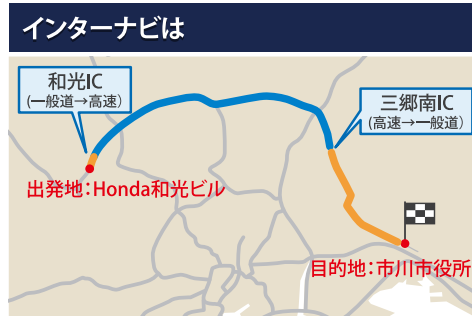 インターナビは
和光IC
(一般道→高速)
三郷南IC
(高速→一般道)
出発地:Honda和光ビル
目的地:市川市役所